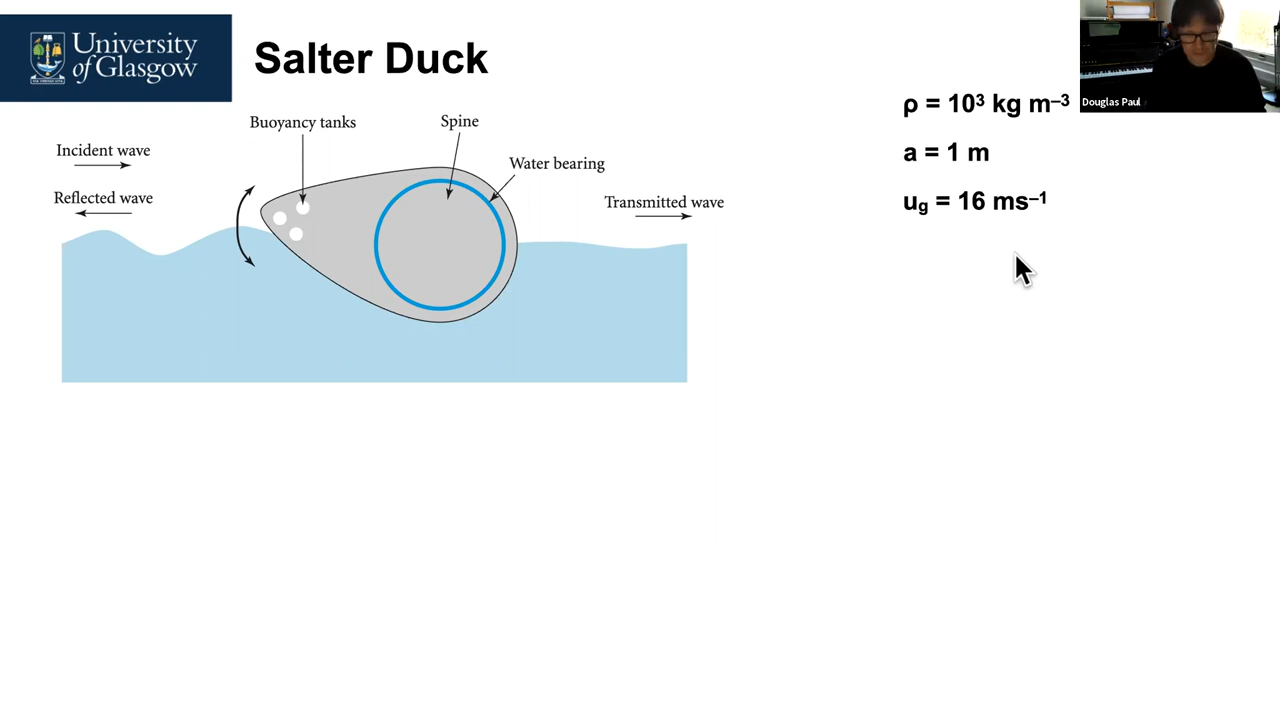 University
of Glasgow
Salter Duck
Douglas Paul
ρ = 10³ kg m⁻³
a = 1 m
u₉ = 16 ms⁻¹
Buoyancy tanks
Spine
Incident wave
Water bearing
Reflected wave
Transmitted wave